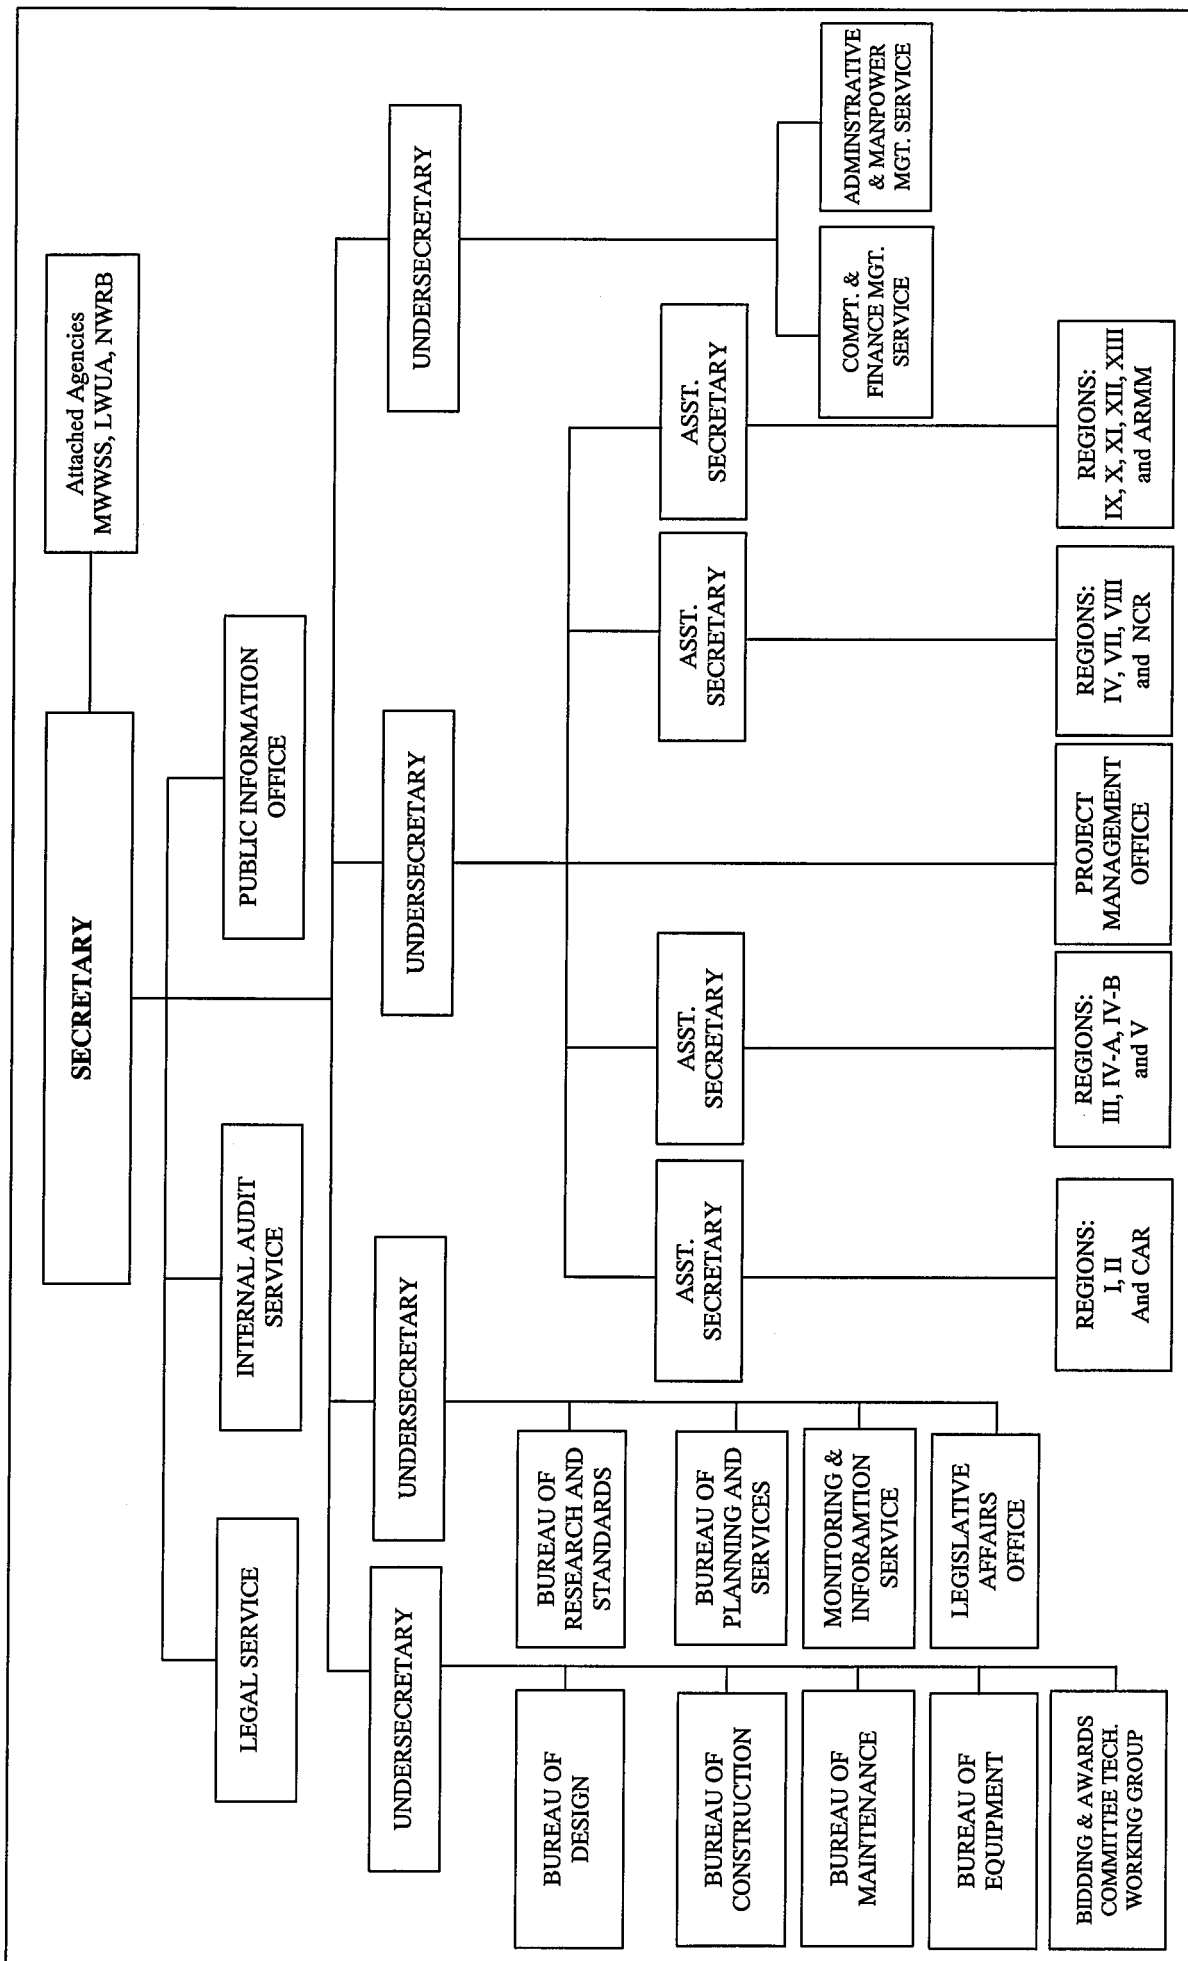 SECRETARY
Attached Agencies
MWWSS, LWUA, NWRB
LEGAL SERVICE
INTERNAL AUDIT
SERVICE
PUBLIC INFORMATION
OFFICE
UNDERSECRETARY
UNDERSECRETARY
UNDERSECRETARY
UNDERSECRETARY
BUREAU OF
DESIGN
BUREAU OF
CONSTRUCTION
BUREAU OF
MAINTENANCE
BUREAU OF
EQUIPMENT
BIDDING & AWARDS
COMMITTEE TECH.
WORKING GROUP
BUREAU OF
RESEARCH AND
STANDARDS
BUREAU OF
PLANNING AND
SERVICES
MONITORING &
INFORAMTION
SERVICE
LEGISLATIVE
AFFAIRS
OFFICE
ASST.
SECRETARY
ASST.
SECRETARY
ASST.
SECRETARY
ASST.
SECRETARY
REGIONS:
I, II
And CAR
REGIONS:
III, IV-A, IV-B
and V
PROJECT
MANAGEMENT
OFFICE
REGIONS:
IV, VII, VIII
and NCR
REGIONS:
IX, X, XI, XII, XIII
and ARMM
COMPT. &
FINANCE MGT.
SERVICE
ADMINSTRATIVE
& MANPOWER
MGT. SERVICE